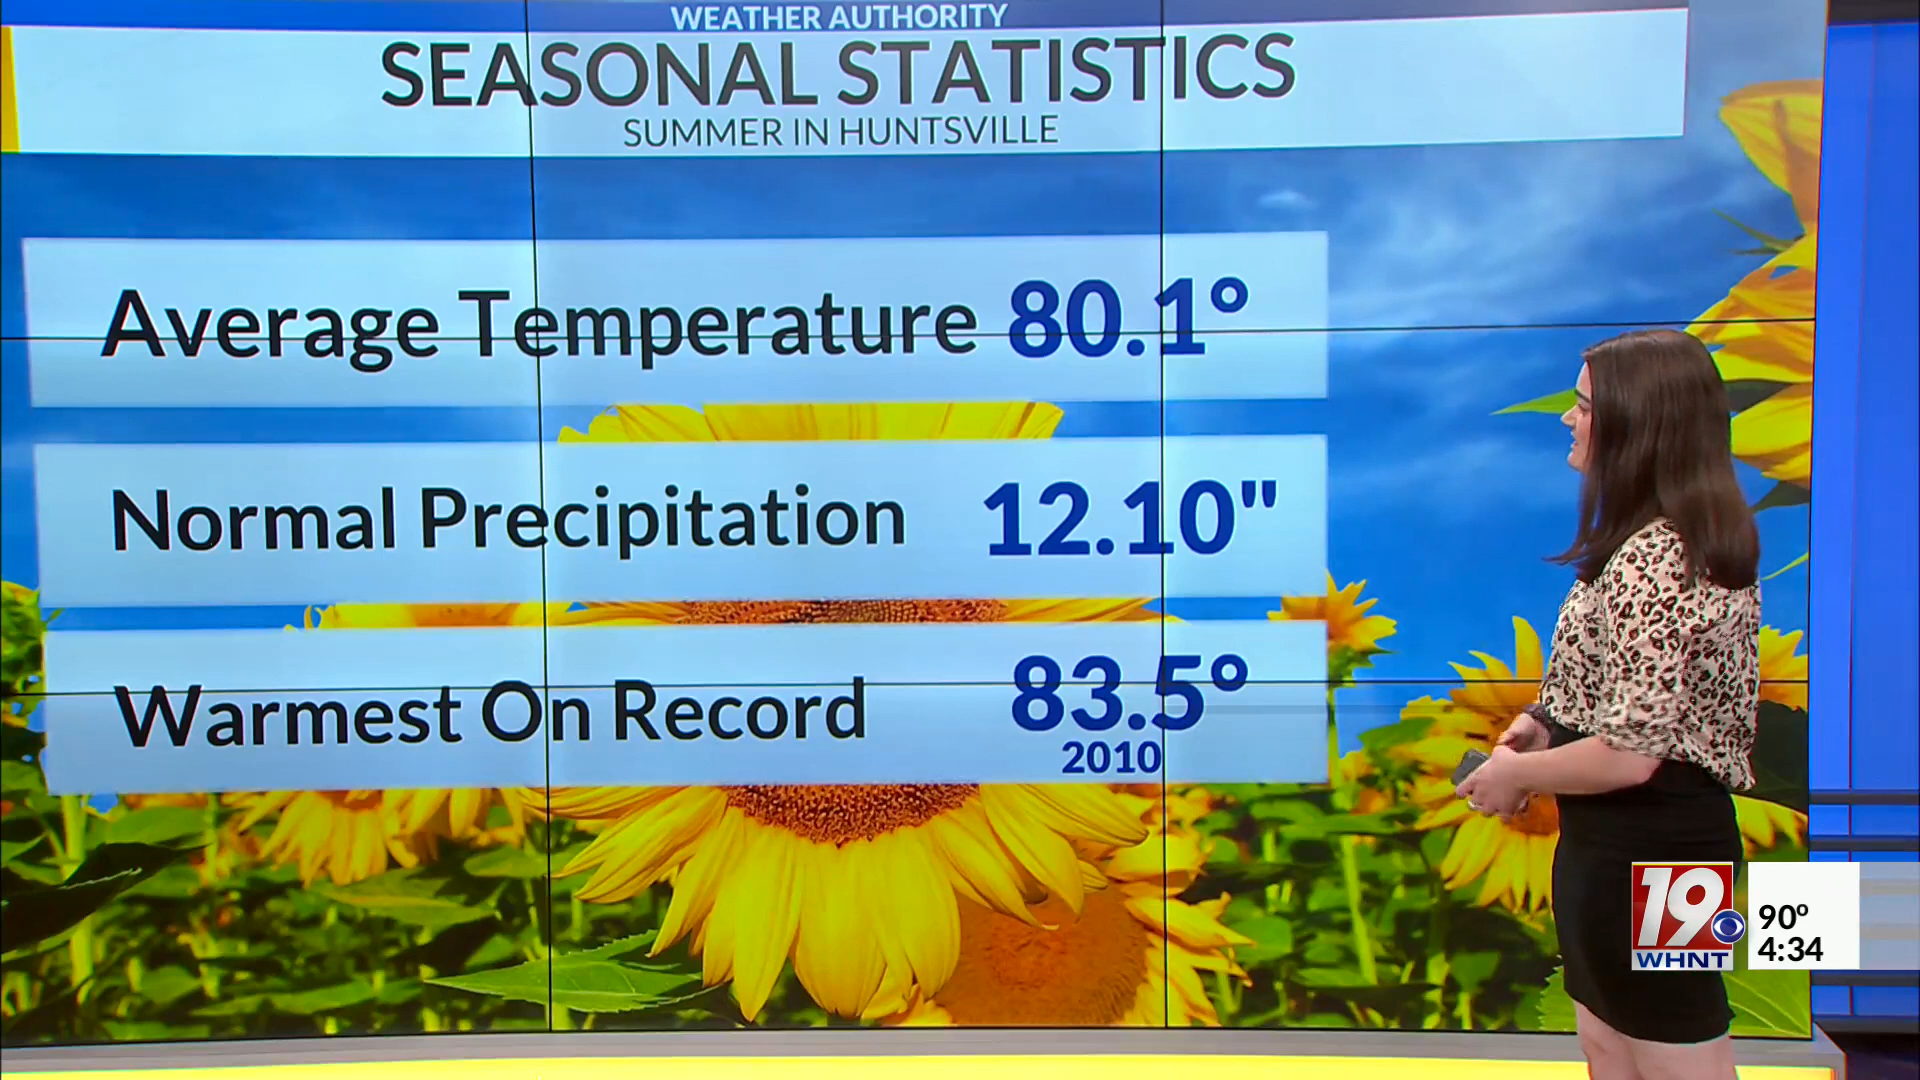 WEATHER AUTHORITY
SEASONAL STATISTICS
SUMMER IN HUNTSVILLE
Average Temperature 80.1°
Normal Precipitation 12.10"
Warmest On Record 83.5°
2010
19
WHNT
90°
4:34